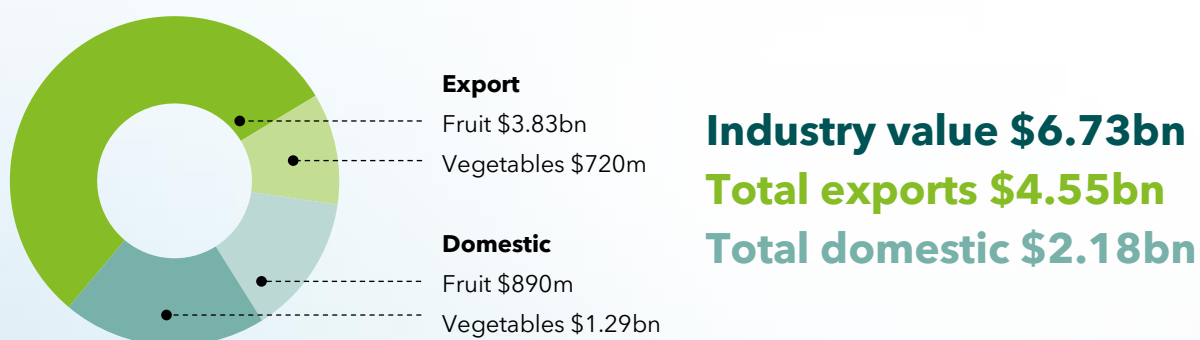 Export
Fruit $3.83bn
Vegetables $720m
Domestic
Fruit $890m
Vegetables $1.29bn
Industry value $6.73bn
Total exports $4.55bn
Total domestic $2.18bn